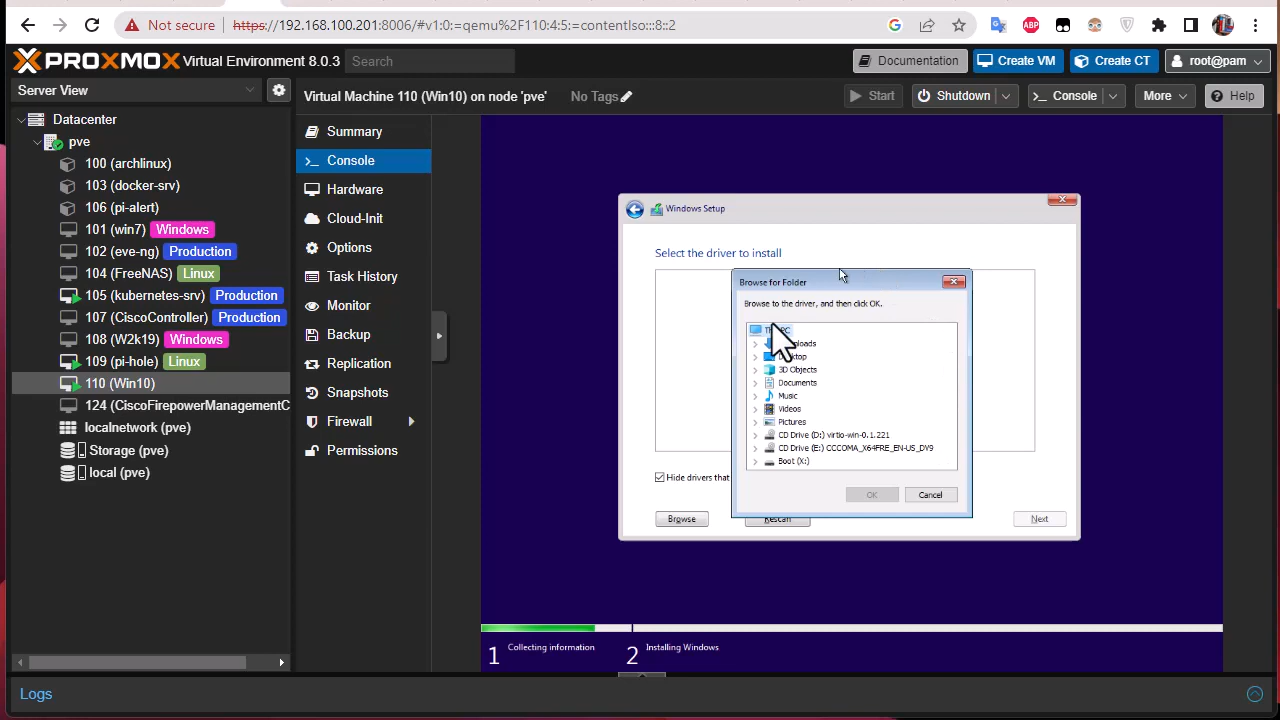 Not secure
https://192.168.100.201:8006/#v1:0:=qemu%2F110:4:5:=contentIso:::8::2
ABP
PROXMOX Virtual Environment 8.0.3
Search
Documentation
Create VM
Create CT
root@pam
Server View
Virtual Machine 110 (Win10) on node 'pve'
No Tags
Start
Shutdown
Console
More
Help
Datacenter
pve
100 (archlinux)
103 (docker-srv)
106 (pi-alert)
101 (win7) Windows
102 (eve-ng) Production
104 (FreeNAS) Linux
105 (kubernetes-srv) Production
107 (CiscoController) Production
108 (W2k19) Windows
109 (pi-hole) Linux
110 (Win10)
124 (CiscoFirepowerManagementC
localnetwork (pve)
Storage (pve)
local (pve)
Summary
Console
Hardware
Cloud-Init
Options
Task History
Monitor
Backup
Replication
Snapshots
Firewall
Permissions
Windows Setup
Select the driver to install
Browse for Folder
Browse to the driver, and then click OK.
3D Objects
Documents
Music
Videos
Pictures
CD Drive (D:) virtio-win-0.1.221
CD Drive (E:) CCCOMA_X64FRE_EN-US_DV9
Boot (X:)
OK
Cancel
Hide drivers that
Browse
Rescan
Next
1 Collecting information
2 Installing Windows
Logs